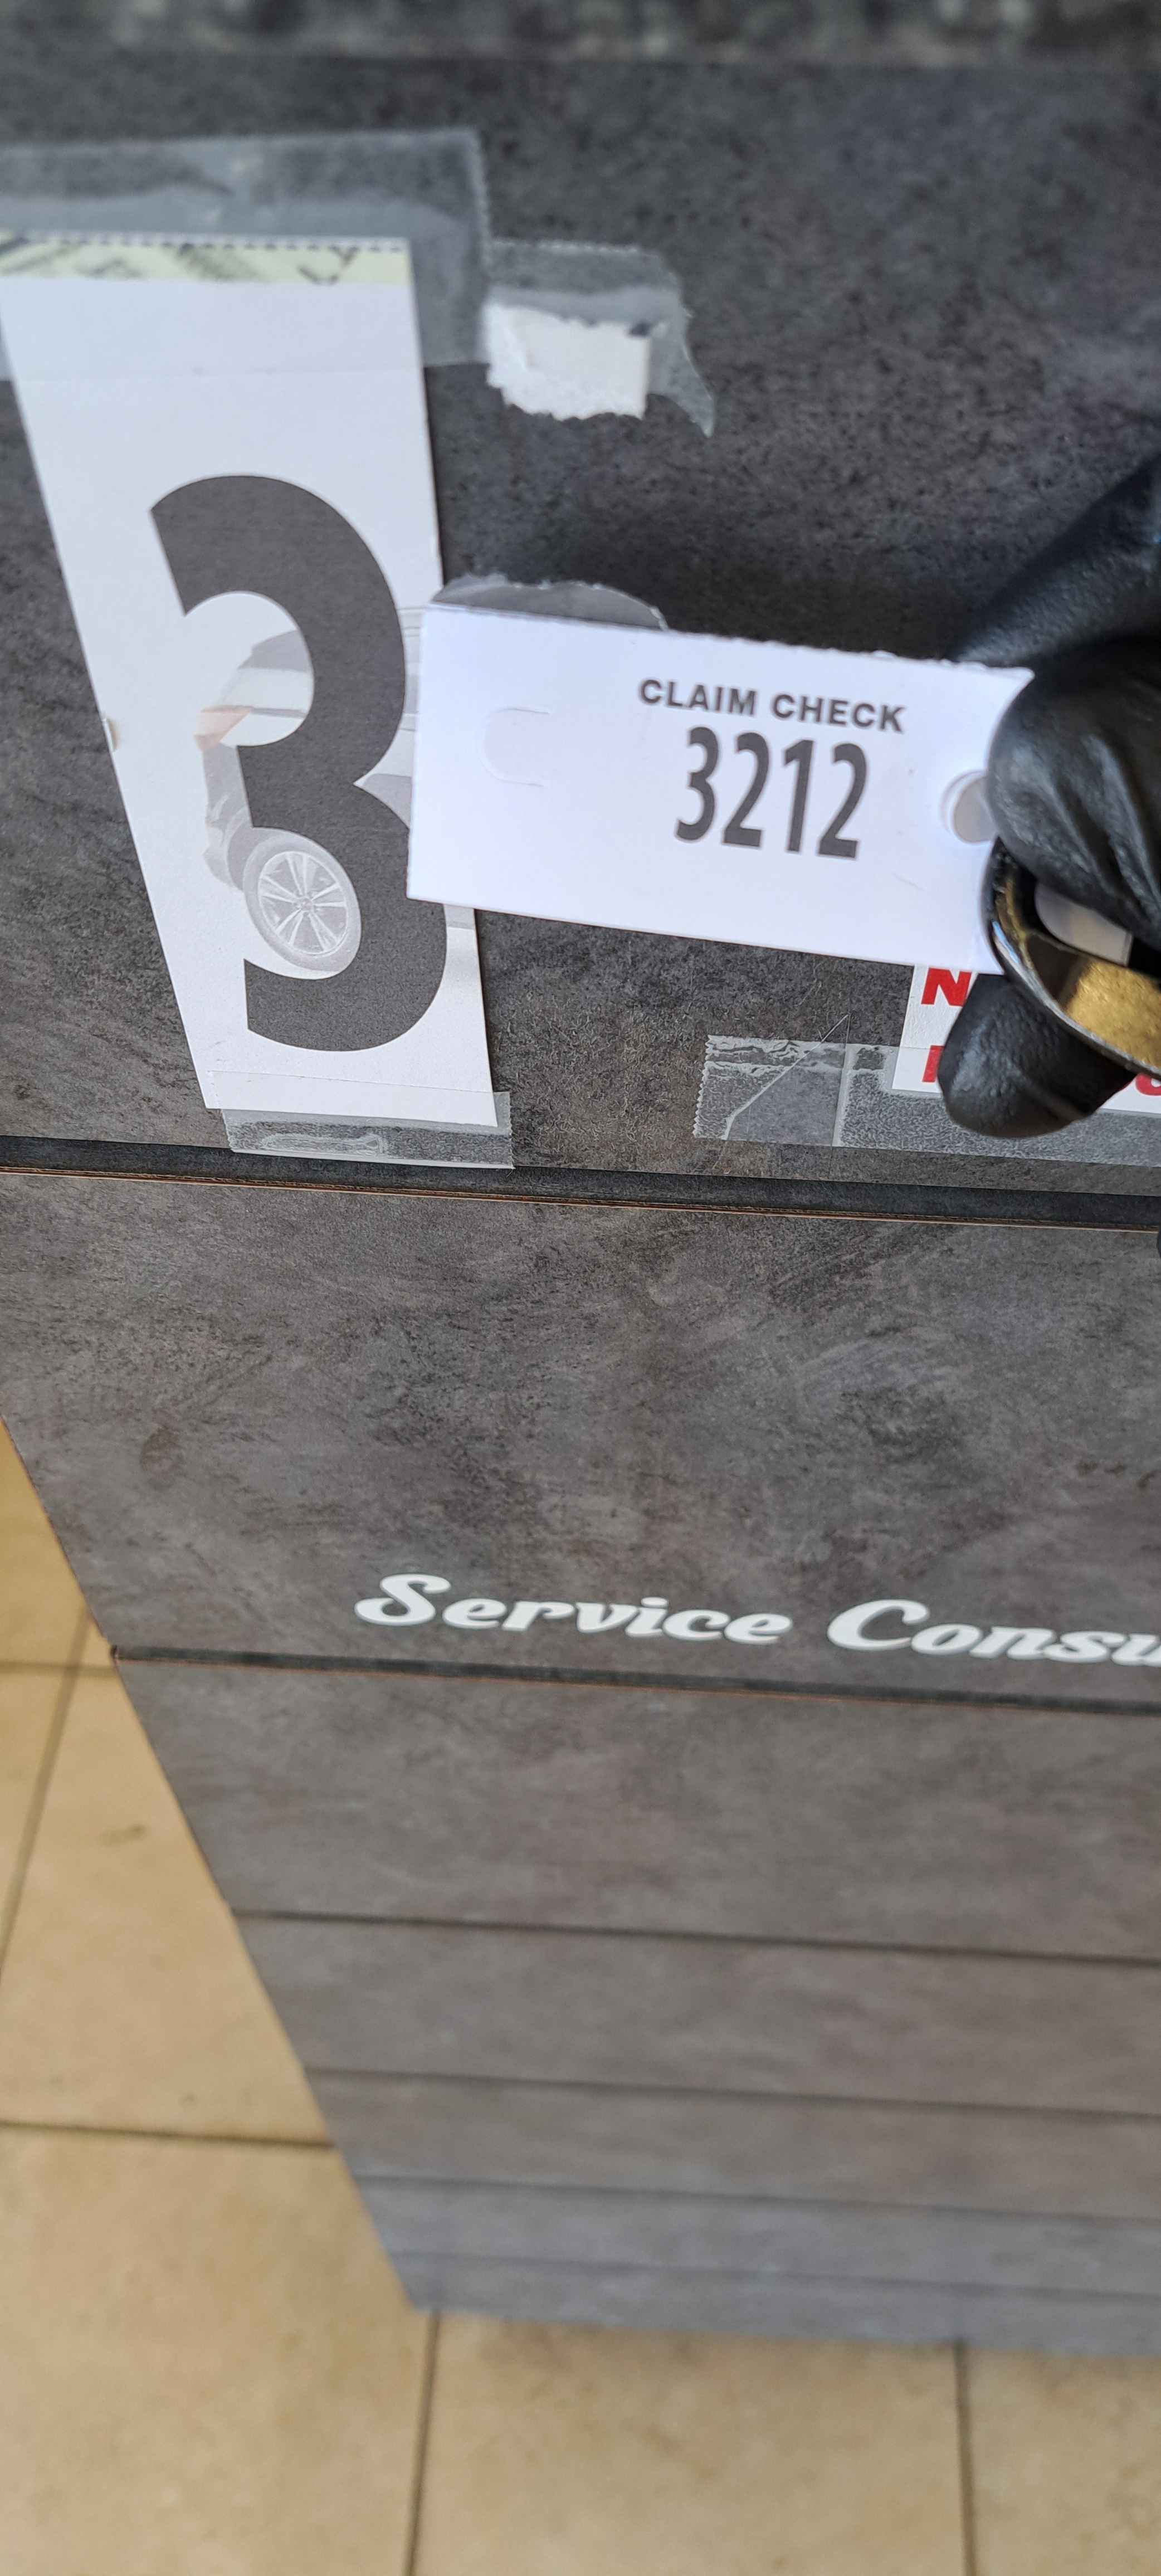 3
CLAIM CHECK
3212
N
Service Consu